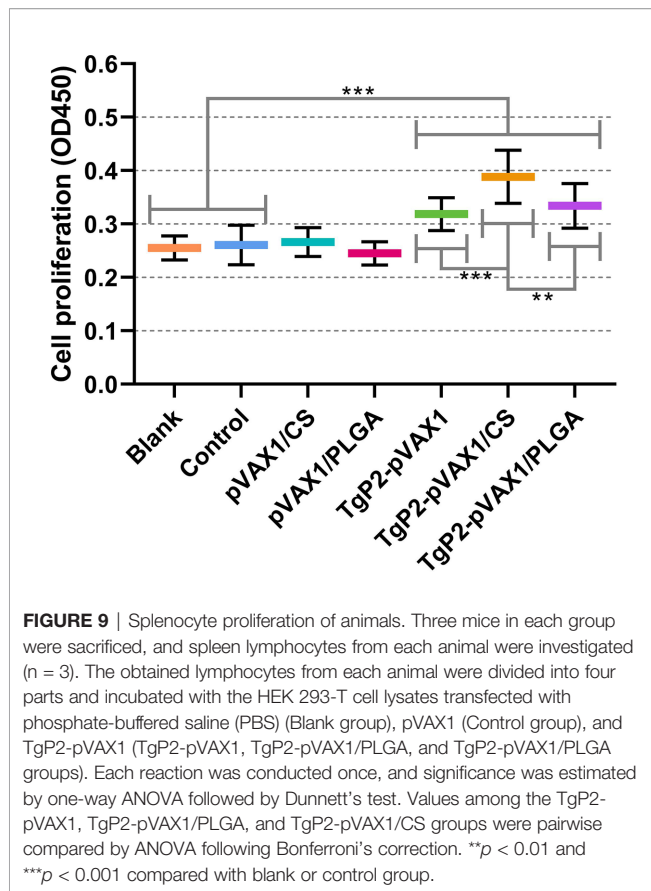 Cell proliferation (OD450)
0.6
0.5
0.4
0.3
0.2
0.1
0.0
***
***
**
Blank
Control
pVAX1/CS
pVAX1/PLGA
TgP2-pVAX1
TgP2-pVAX1/CS
TgP2-pVAX1/PLGA
FIGURE 9 | Splenocyte proliferation of animals. Three mice in each group
were sacrificed, and spleen lymphocytes from each animal were investigated
(n = 3). The obtained lymphocytes from each animal were divided into four
parts and incubated with the HEK 293-T cell lysates transfected with
phosphate-buffered saline (PBS) (Blank group), pVAX1 (Control group), and
TgP2-pVAX1 (TgP2-pVAX1, TgP2-pVAX1/PLGA, and TgP2-pVAX1/PLGA
groups). Each reaction was conducted once, and significance was estimated
by one-way ANOVA followed by Dunnett's test. Values among the TgP2-
pVAX1, TgP2-pVAX1/PLGA, and TgP2-pVAX1/CS groups were pairwise
compared by ANOVA following Bonferroni's correction. **p < 0.01 and
***p < 0.001 compared with blank or control group.